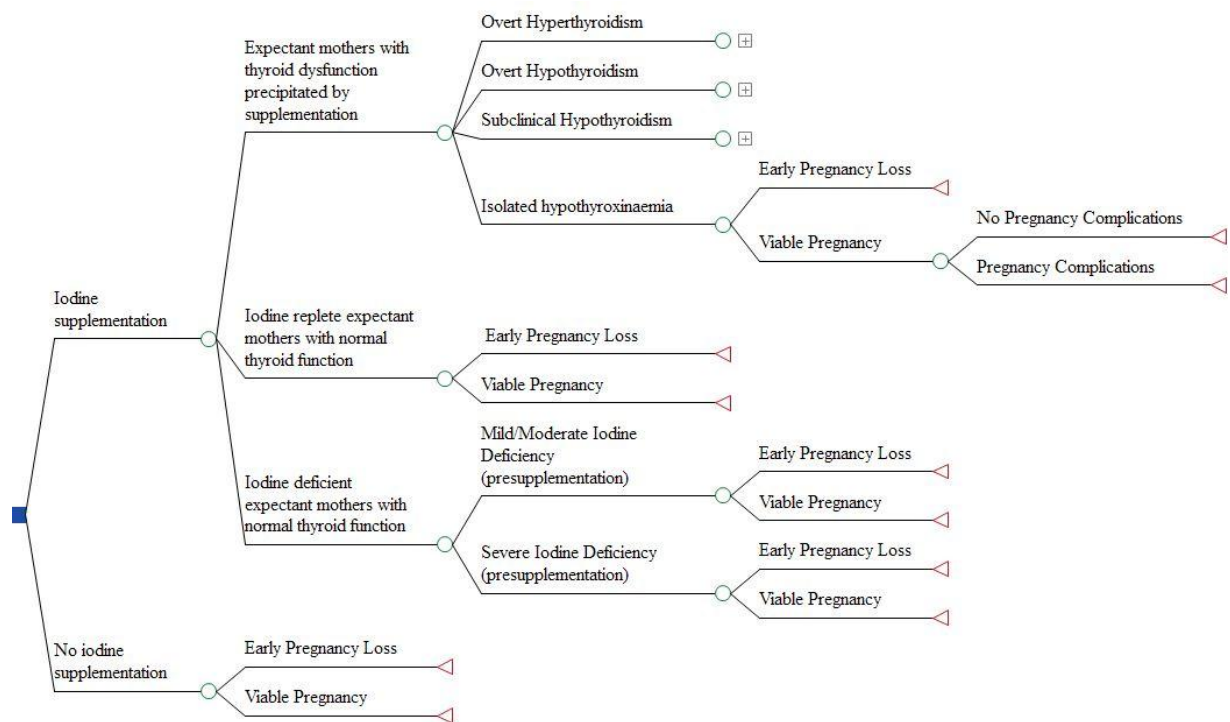 Overt Hyperthyroidism
Expectant mothers with
thyroid dysfunction
precipitated by
supplementation
Overt Hypothyroidism
Subclinical Hypothyroidism
Isolated hypothyroxinaemia
Early Pregnancy Loss
Viable Pregnancy
No Pregnancy Complications
Pregnancy Complications
Iodine
supplementation
Iodine replete expectant
mothers with normal
thyroid function
Early Pregnancy Loss
Viable Pregnancy
Iodine deficient
expectant mothers with
normal thyroid function
Mild/Moderate Iodine
Deficiency
(presupplementation)
Early Pregnancy Loss
Viable Pregnancy
Severe Iodine Deficiency
(presupplementation)
Early Pregnancy Loss
Viable Pregnancy
No iodine
supplementation
Early Pregnancy Loss
Viable Pregnancy